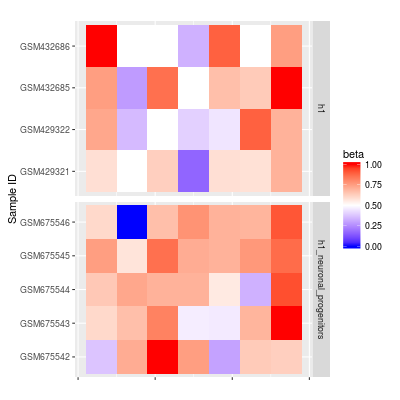 GSM432686
GSM432685
GSM429322
GSM429321
h1
GSM675546
GSM675545
GSM675544
GSM675543
GSM675542
h1_neuronal_progenitors
Sample ID
beta
1.00
0.75
0.50
0.25
0.00